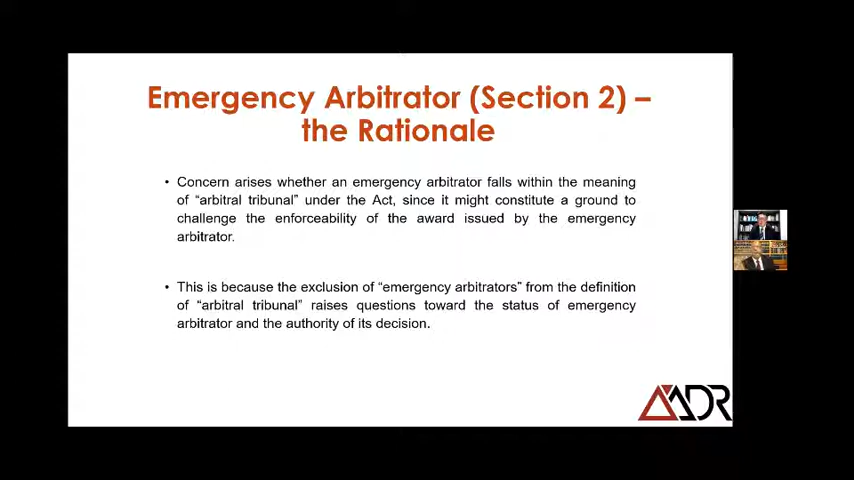 Emergency Arbitrator (Section 2) –
the Rationale
• Concern arises whether an emergency arbitrator falls within the meaning
of “arbitral tribunal” under the Act, since it might constitute a ground to
challenge the enforceability of the award issued by the emergency
arbitrator.
• This is because the exclusion of “emergency arbitrators” from the definition
of “arbitral tribunal” raises questions toward the status of emergency
arbitrator and the authority of its decision.
AADR